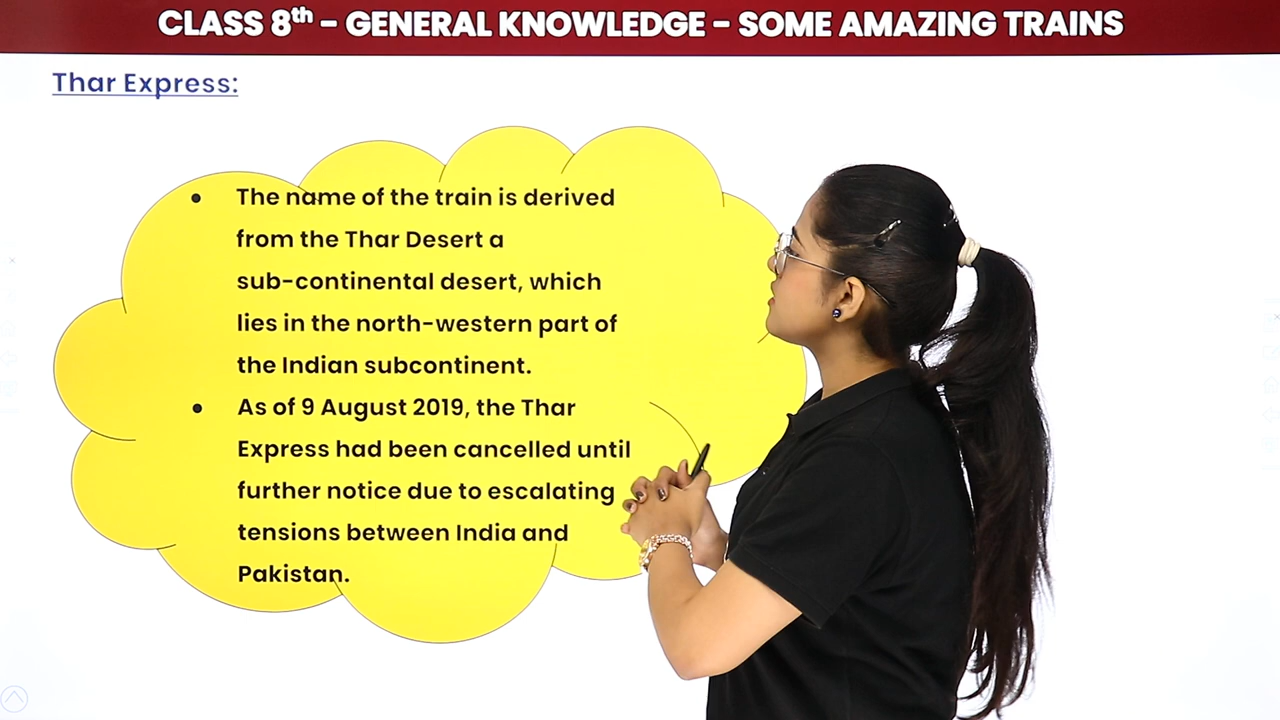 CLASS 8th – GENERAL KNOWLEDGE – SOME AMAZING TRAINS
Thar Express:
• The name of the train is derived
from the Thar Desert a
sub-continental desert, which
lies in the north-western part of
the Indian subcontinent.
• As of 9 August 2019, the Thar
Express had been cancelled until
further notice due to escalating
tensions between India and
Pakistan.